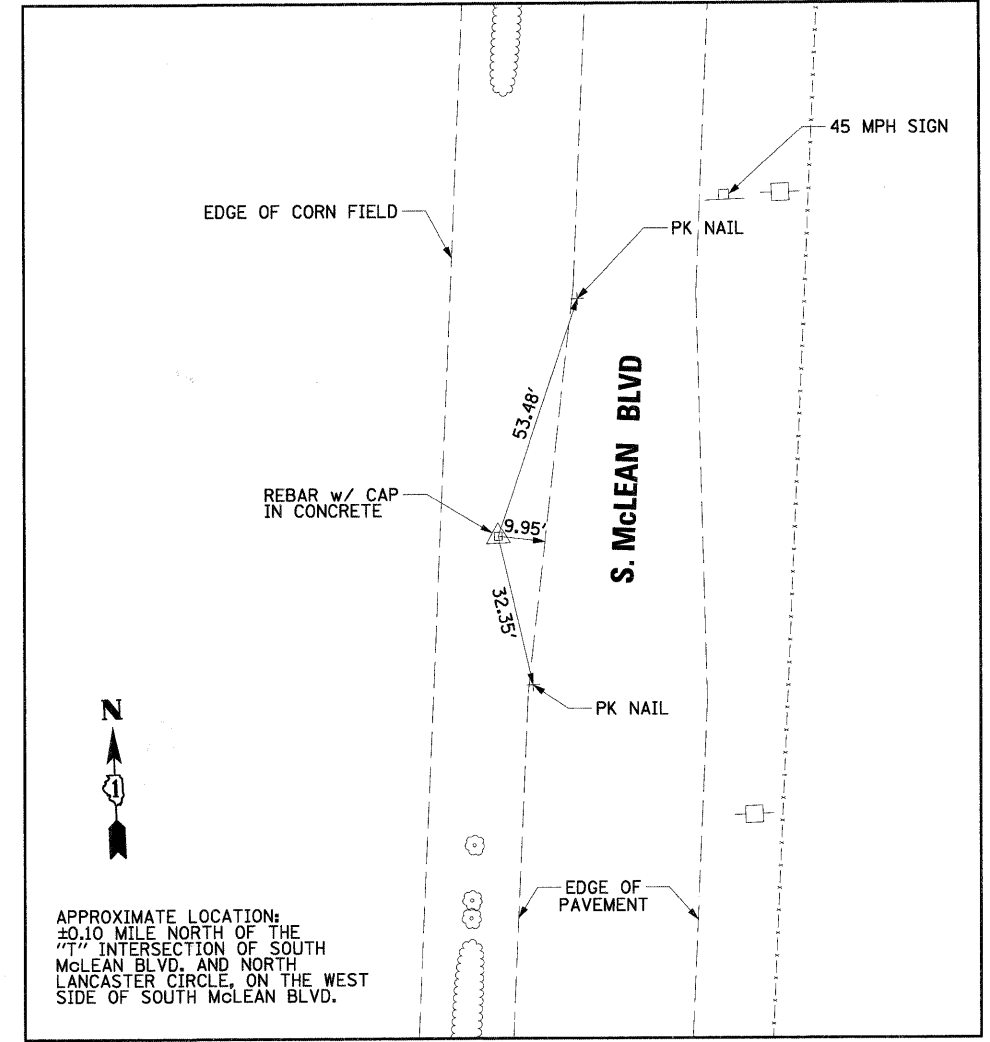 45 MPH SIGN
EDGE OF CORN FIELD
PK NAIL
53.48'
S. McLEAN BLVD
REBAR w/ CAP
IN CONCRETE
9.95'
32.35'
PK NAIL
N
1
EDGE OF
PAVEMENT
APPROXIMATE LOCATION:
±0.10 MILE NORTH OF THE
"T" INTERSECTION OF SOUTH
McLEAN BLVD. AND NORTH
LANCASTER CIRCLE, ON THE WEST
SIDE OF SOUTH McLEAN BLVD.